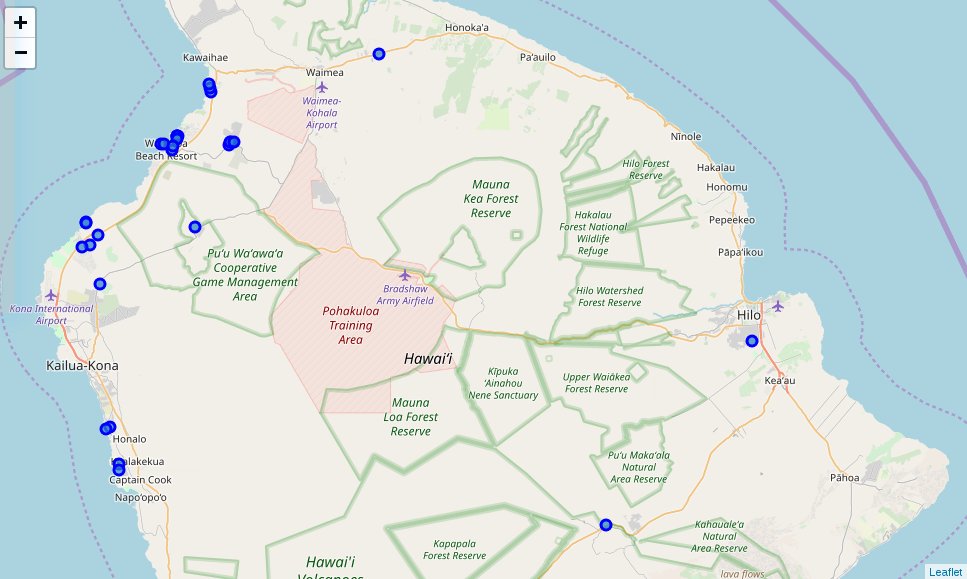 +
−
Honoka'a
Kawaihae
Pa'auilo
Waimea
Waimea-
Kohala
Airport
Nīnole
Beach Resort
Hilo Forest
Reserve
Hakalau
Honomu
Mauna
Kea Forest
Reserve
Hakalau
Forest National
Wildlife
Refuge
Pepeekeo
Pāpa'ikou
Pu'u Wa'awa'a
Cooperative
Game Management
Area
Bradshaw
Army Airfield
Hilo Watershed
Forest Reserve
Kona International
Airport
Pohakuloa
Training
Area
Hilo
Hawai'i
Kailua-Kona
Kīpuka
'Ainahou
Nene Sanctuary
Upper Waiākea
Forest Reserve
Kea'au
Mauna
Loa Forest
Reserve
Honalo
Pu'u Maka'ala
Natural
Area Reserve
Captain Cook
Pāhoa
Napo'opo'o
Kahauale'a
Natural
Area Reserve
Kapapala
Forest Reserve
Hawai'i
Volcanoes
lava flows
Leaflet